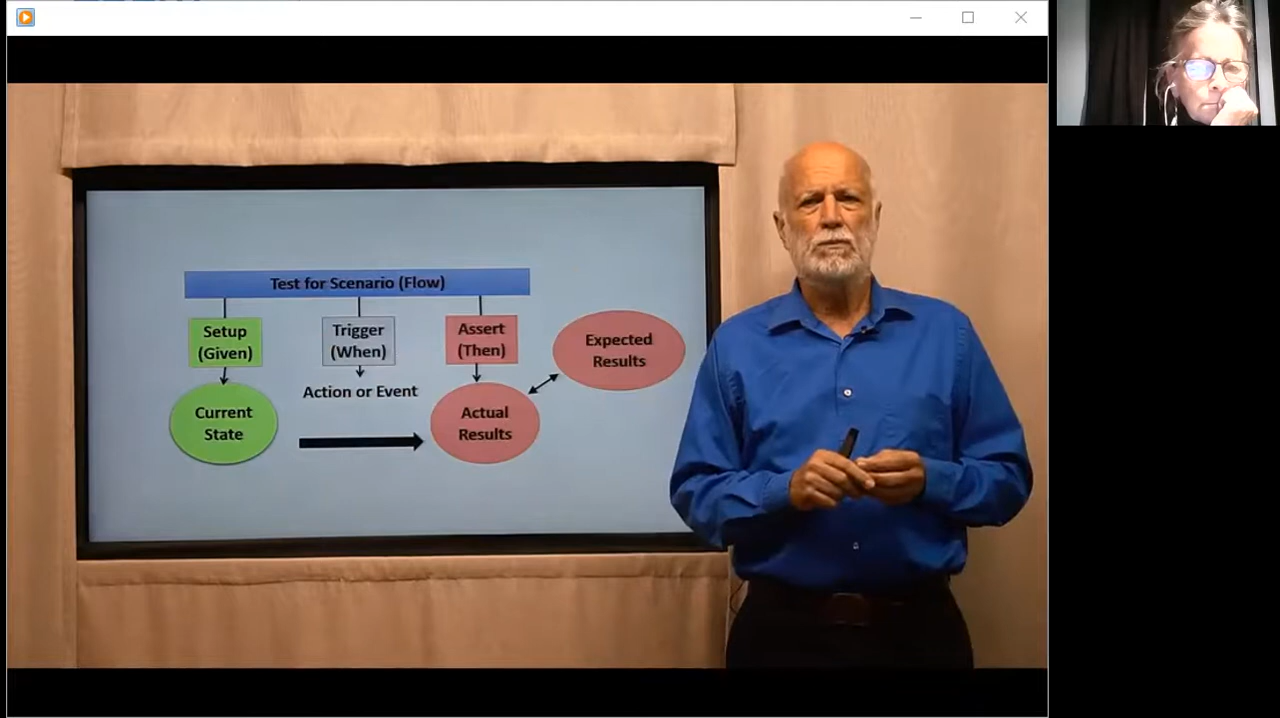 Test for Scenario (Flow)
Setup
(Given)
Trigger
(When)
Assert
(Then)
Expected
Results
Action or Event
Current
State
Actual
Results